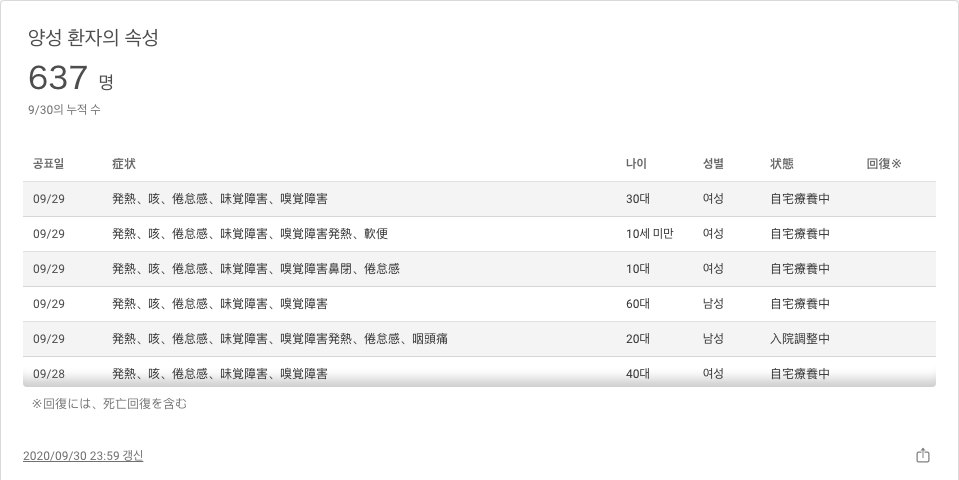 양성 환자의 속성
637 명
9/30의 누적 수
공표일 症状 나이 성별 状態 回復※
09/29 発熱、咳、倦怠感、味覚障害、嗅覚障害 30대 여성 自宅療養中
09/29 発熱、咳、倦怠感、味覚障害、嗅覚障害発熱、軟便 10세 미만 여성 自宅療養中
09/29 発熱、咳、倦怠感、味覚障害、嗅覚障害鼻閉、倦怠感 10대 여성 自宅療養中
09/29 発熱、咳、倦怠感、味覚障害、嗅覚障害 60대 남성 自宅療養中
09/29 発熱、咳、倦怠感、味覚障害、嗅覚障害発熱、倦怠感、咽頭痛 20대 남성 入院調整中
09/28 発熱、咳、倦怠感、味覚障害、嗅覚障害 40대 여성 自宅療養中
※回復には、死亡回復を含む
2020/09/30 23:59 갱신